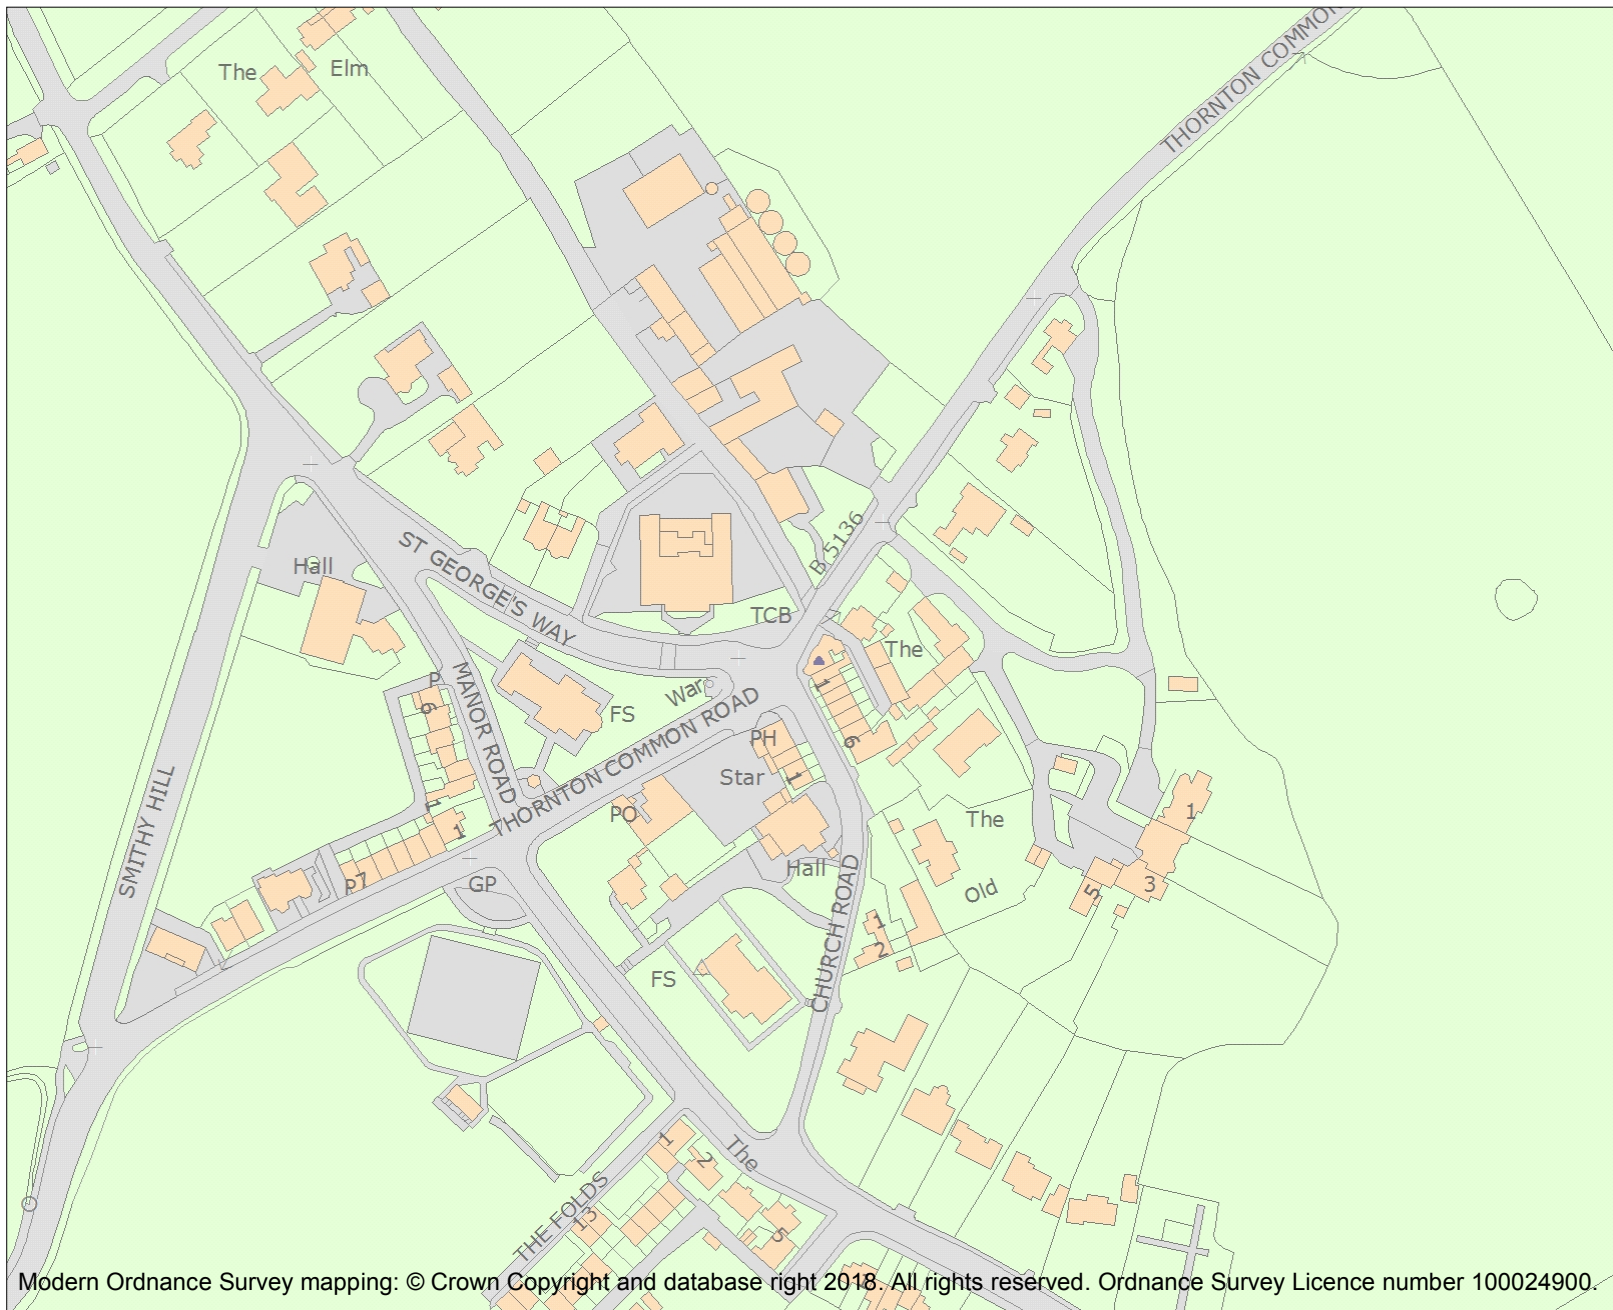 The
Elm
THORNTON COMMON
Hall
ST GEORGE'S WAY
B 5136
TCB
The
War
FS
P
6
MANOR ROAD
1
THORNTON COMMON ROAD
PH
1
6
Star
1
PO
1
SMITHY HILL
P7
GP
Hall
The
Old
1
5
3
CHURCH ROAD
1
2
FS
The
1
2
THE FOLDS
13
5
Modern Ordnance Survey mapping: © Crown Copyright and database right 2018. All rights reserved. Ordnance Survey Licence number 100024900.